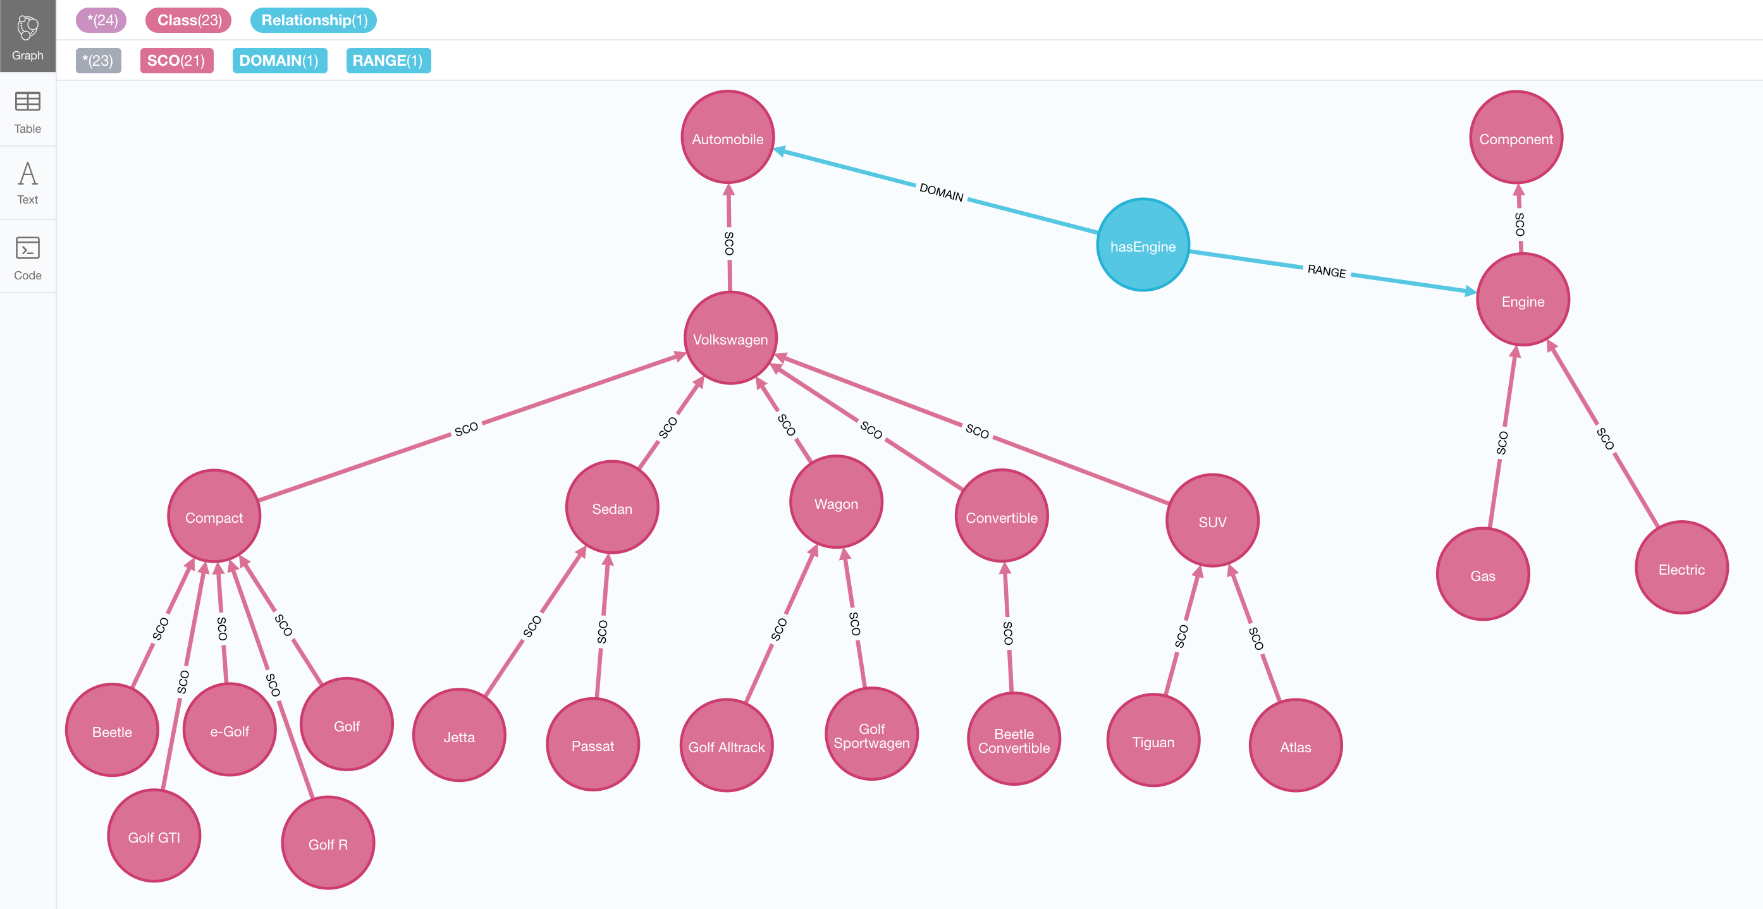 *(24) Class(23) Relationship(1)
*(23) SCO(21) DOMAIN(1) RANGE(1)
Graph
Table
Text
Code
Automobile
Component
DOMAIN
hasEngine
RANGE
SCO
SCO
Engine
Volkswagen
SCO
SCO
SCO
SCO
SCO
SCO
SCO
Compact
Sedan
Wagon
Convertible
SUV
Gas
Electric
SCO
SCO
SCO
SCO
SCO
SCO
SCO
SCO
SCO
SCO
SCO
SCO
Beetle
e-Golf
Golf
Jetta
Passat
Golf Alltrack
Golf
Sportwagen
Beetle
Convertible
Tiguan
Atlas
Golf GTI
Golf R